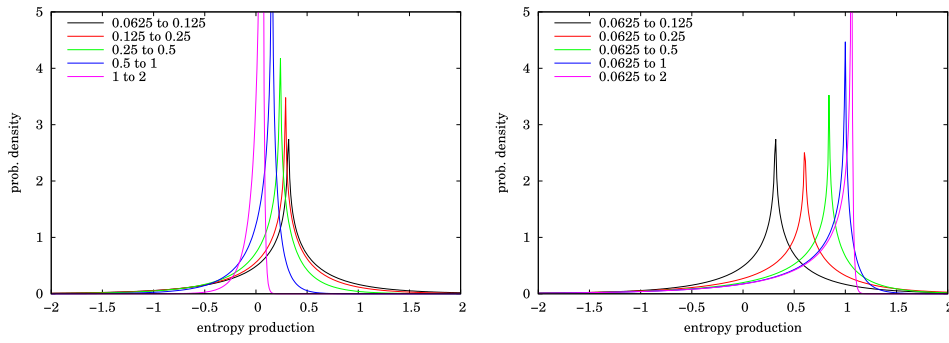 5
4
3
2
1
0
prob. density
0.0625 to 0.125
0.125 to 0.25
0.25 to 0.5
0.5 to 1
1 to 2
-2 -1.5 -1 -0.5 0 0.5 1 1.5 2
entropy production
5
4
3
2
1
0
prob. density
0.0625 to 0.125
0.0625 to 0.25
0.0625 to 0.5
0.0625 to 1
0.0625 to 2
-2 -1.5 -1 -0.5 0 0.5 1 1.5 2
entropy production